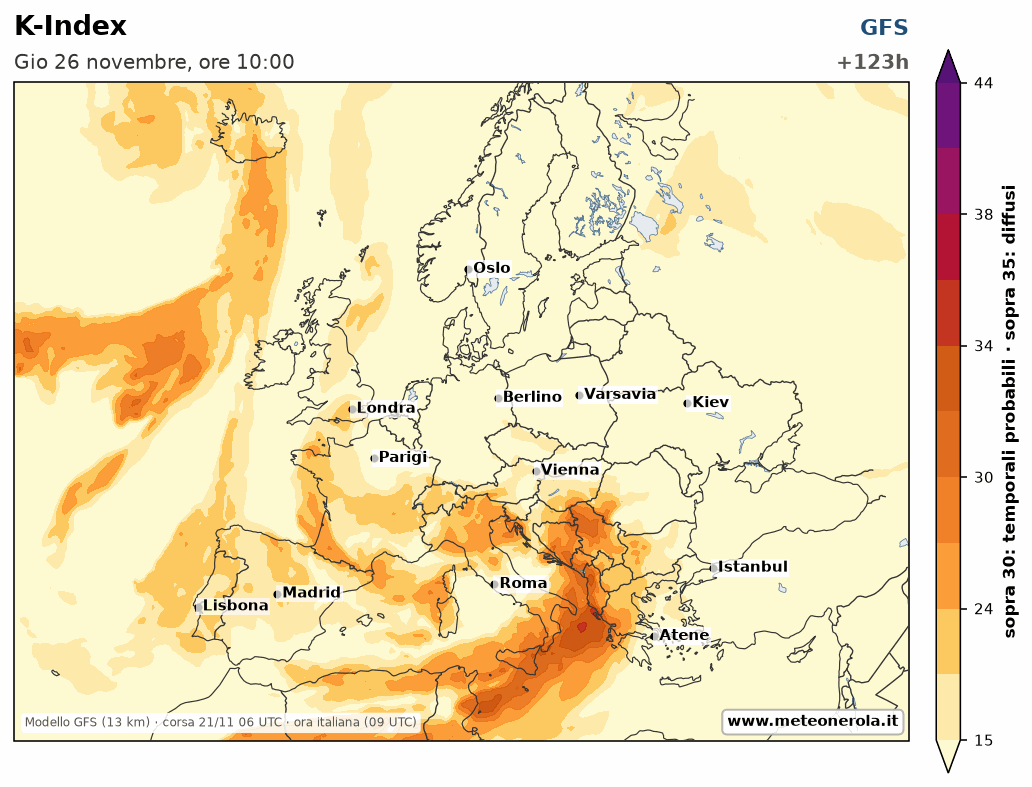 K-Index
GFS
Gio 26 novembre, ore 10:00
+123h
Oslo
Berlino
Varsavia
Kiev
Londra
Parigi
Vienna
Istanbul
Roma
Madrid
Lisbona
Atene
Modello GFS (13 km) · corsa 21/11 06 UTC · ora italiana (09 UTC)
www.meteonerola.it
44
38
34
30
24
15
sopra 30: temporali probabili · sopra 35: diffusi